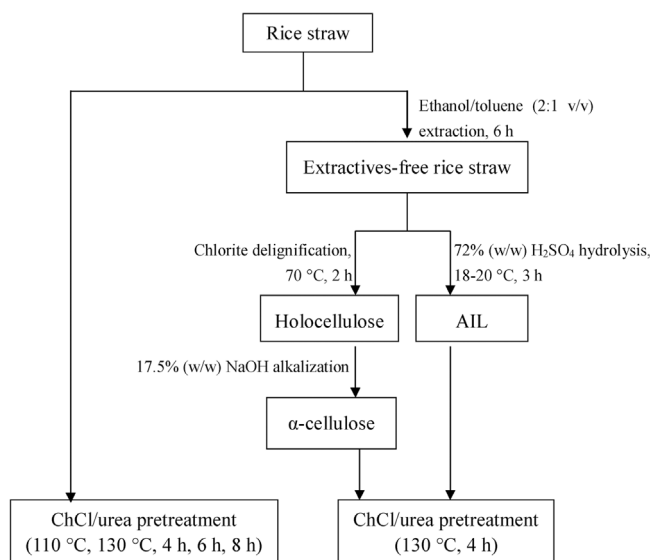 Rice straw
Ethanol/toluene (2:1 v/v)
extraction, 6 h
Extractives-free rice straw
Chlorite delignification,
70 °C, 2 h
72% (w/w) H₂SO₄ hydrolysis,
18-20 °C, 3 h
Holocellulose
AIL
17.5% (w/w) NaOH alkalization
α-cellulose
ChCl/urea pretreatment
(110 °C, 130 °C, 4 h, 6 h, 8 h)
ChCl/urea pretreatment
(130 °C, 4 h)